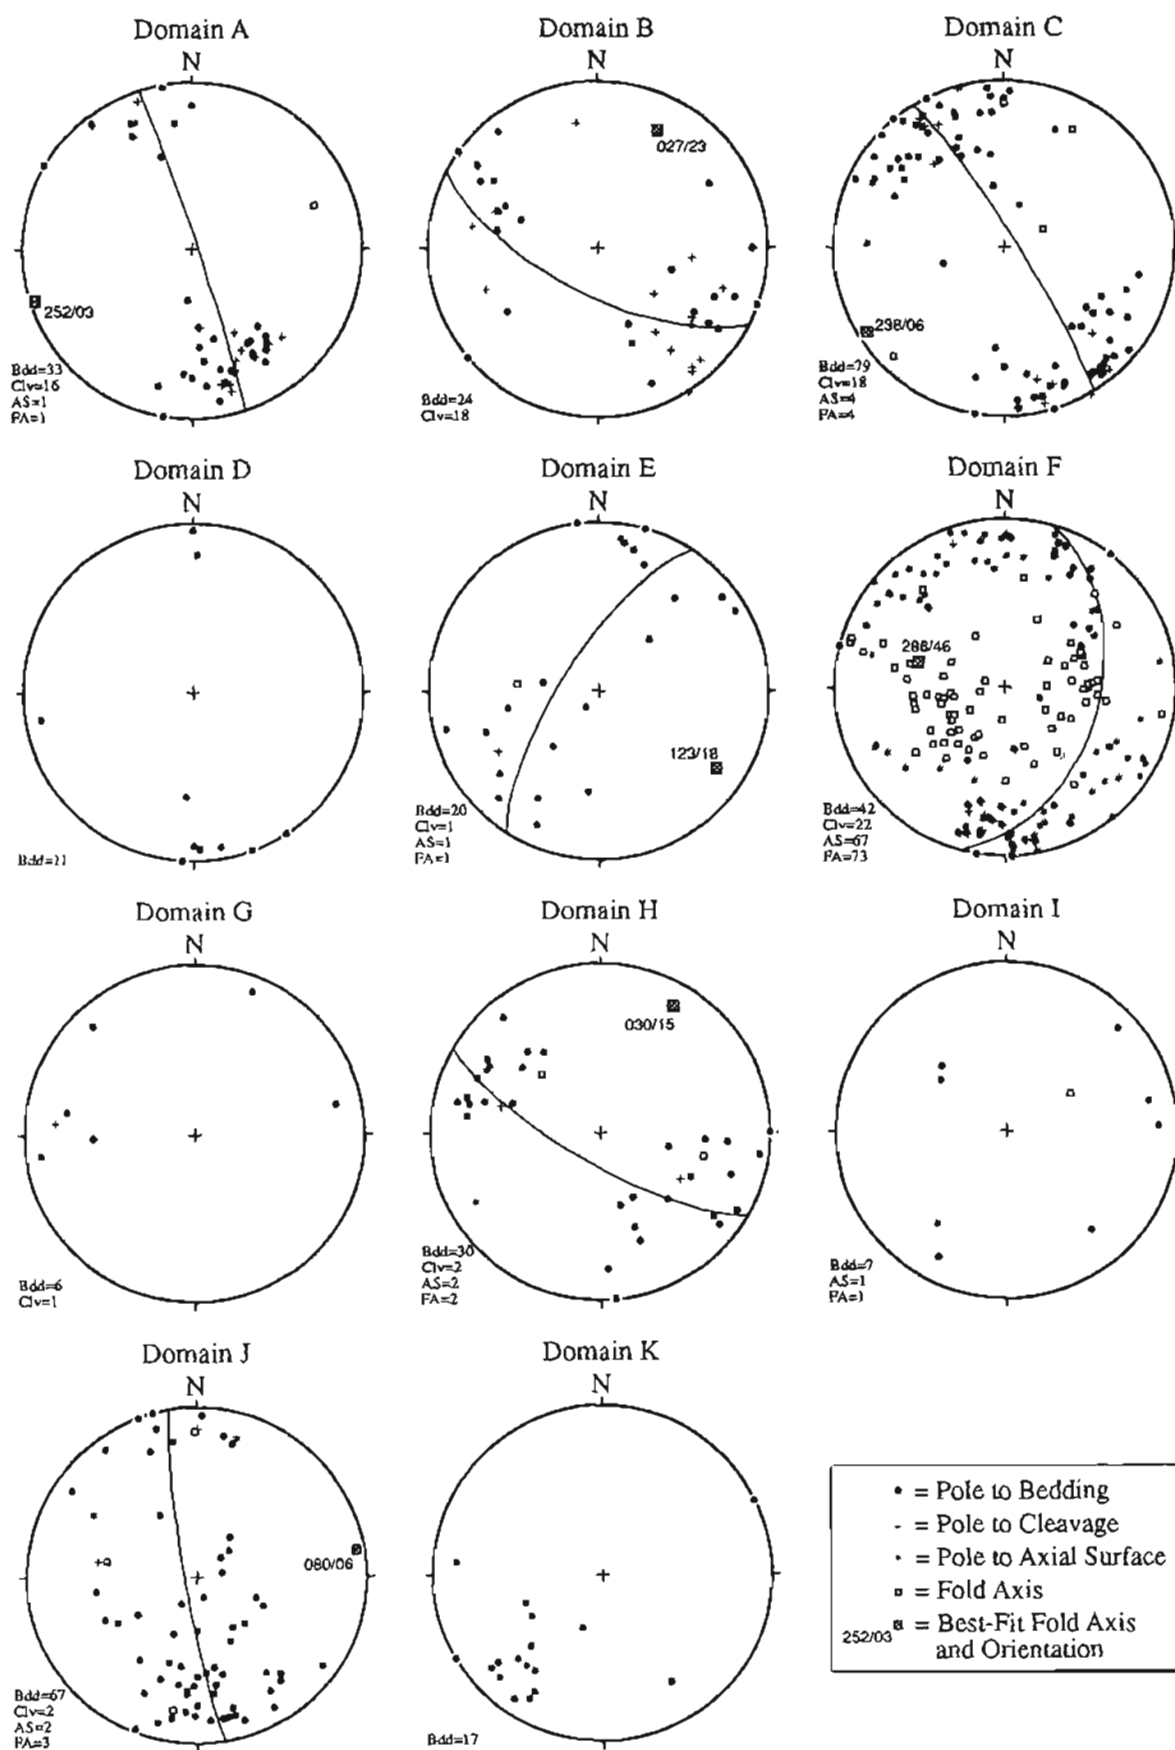 Domain A
N
252/03
Bdd=33
Clv=16
AS=1
FA=1
Domain B
N
027/23
Bdd=24
Clv=18
Domain C
N
238/06
Bdd=79
Clv=18
AS=4
FA=4
Domain D
N
Bdd=11
Domain E
N
123/18
Bdd=20
Clv=1
AS=1
FA=1
Domain F
N
286/46
Bdd=42
Clv=22
AS=67
FA=73
Domain G
N
Bdd=6
Clv=1
Domain H
N
030/15
Bdd=30
Clv=2
AS=2
FA=2
Domain I
N
Bdd=7
AS=1
FA=1
Domain J
N
080/06
Bdd=67
Clv=2
AS=2
FA=3
Domain K
N
Bdd=17
= Pole to Bedding
= Pole to Cleavage
= Pole to Axial Surface
= Fold Axis
252/03 = Best-Fit Fold Axis
and Orientation